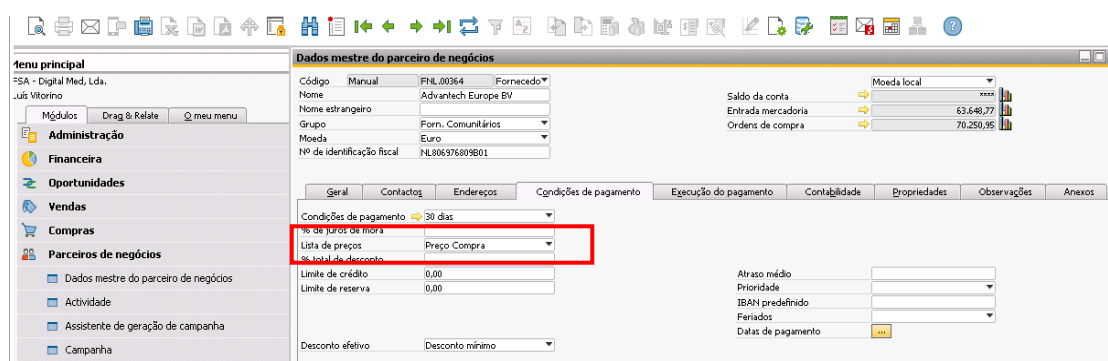 Menu principal
FSA - Digital Med, Lda.
Luís Vitorino
Módulos Drag & Relate O meu menu
Administração
Financeira
Oportunidades
Vendas
Compras
Parceiros de negócios
Dados mestre do parceiro de negócios
Actividade
Assistente de geração de campanha
Campanha
Dados mestre do parceiro de negócios
Código Manual FNL.00364 Fornecedo
Nome Advantech Europe BV
Nome estrangeiro
Grupo Forn. Comunitários
Moeda Euro
Nº de identificação fiscal NL806976809B01
Moeda local
Saldo da conta ****
Entrada mercadoria 63.648,77
Ordens de compra 70.250,95
Geral Contactos Endereços Condições de pagamento Execução do pagamento Contabilidade Propriedades Observações Anexos
Condições de pagamento 30 dias
% de juros de mora
Lista de preços Preço Compra
% total de desconto
Limite de crédito 0,00
Limite de reserva 0,00
Desconto efetivo Desconto mínimo
Atraso médio
Prioridade
IBAN predefinido
Feriados
Datas de pagamento ...